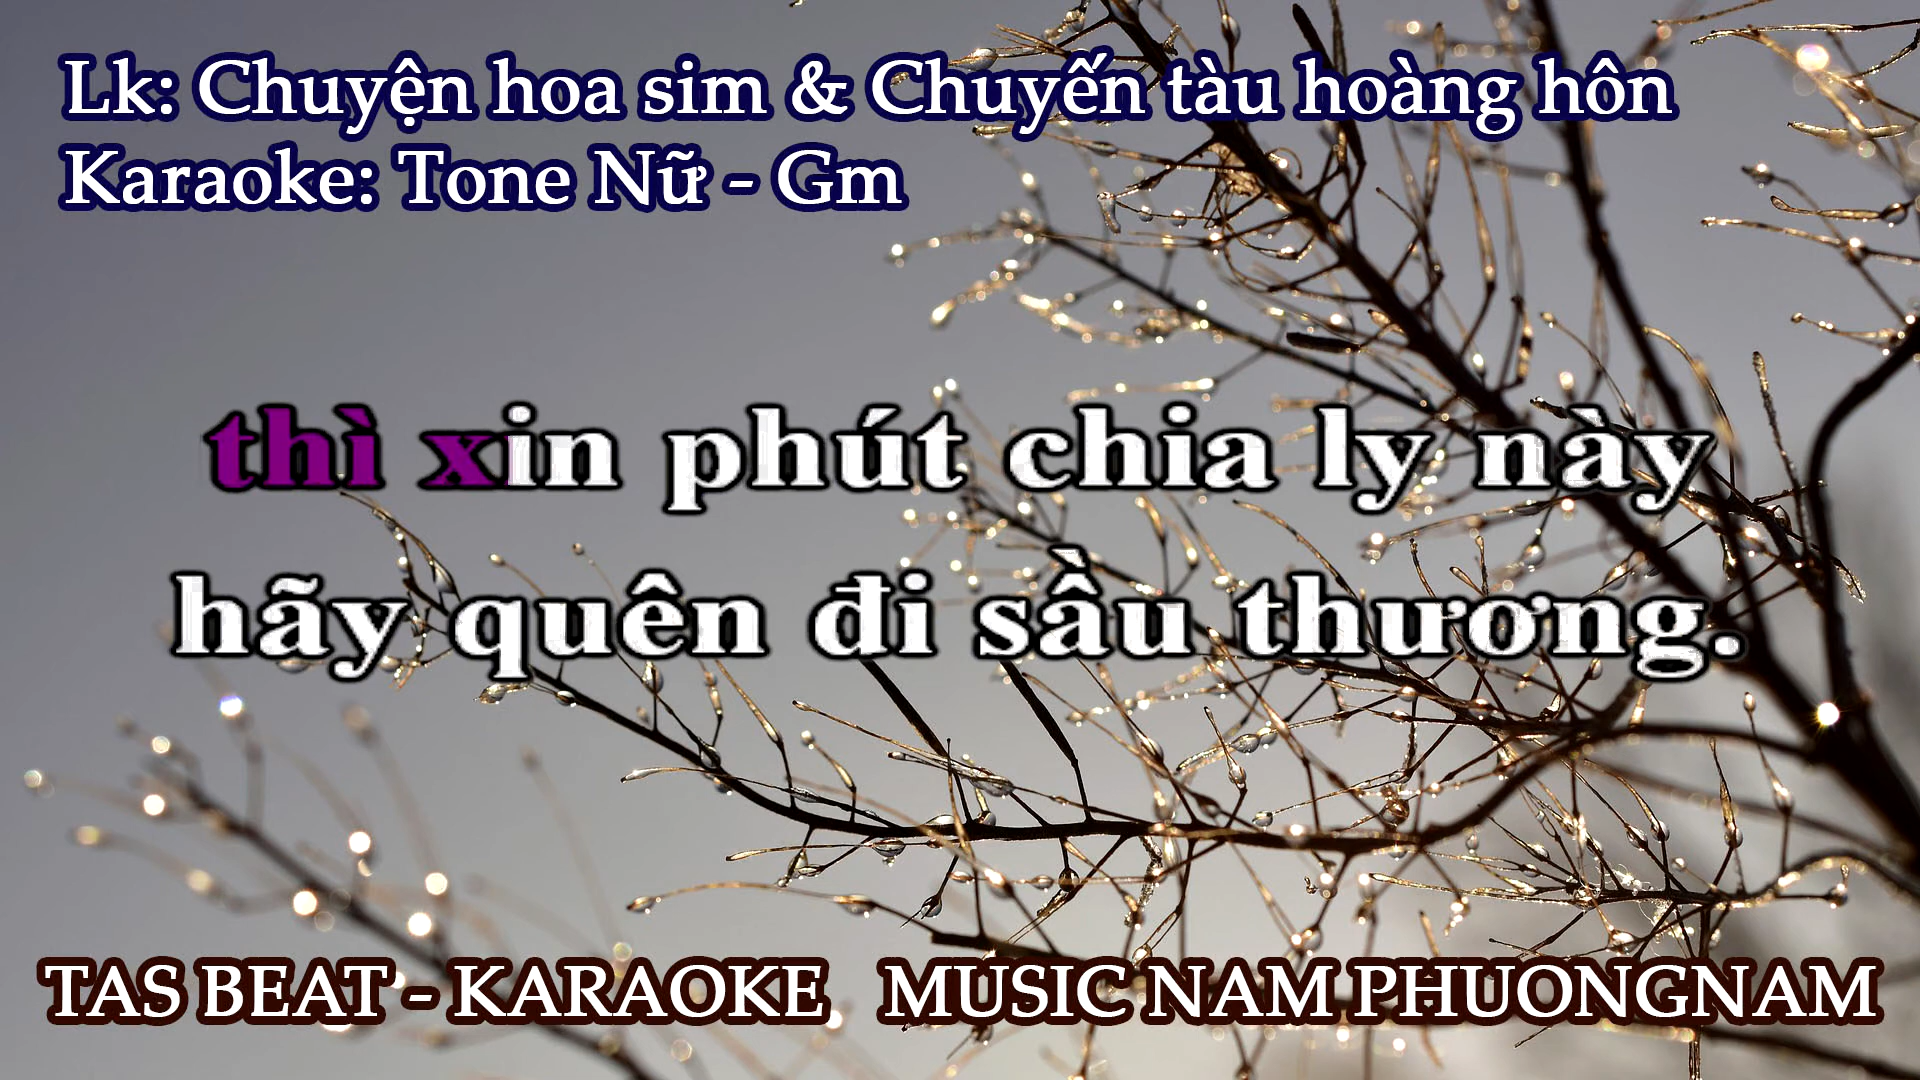 Lk: Chuyện hoa sim & Chuyến tàu hoàng hôn
Karaoke: Tone Nữ - Gm
thì xin phút chia ly này
hãy quên đi sầu thương.
TAS BEAT - KARAOKE MUSIC NAM PHUONGNAM